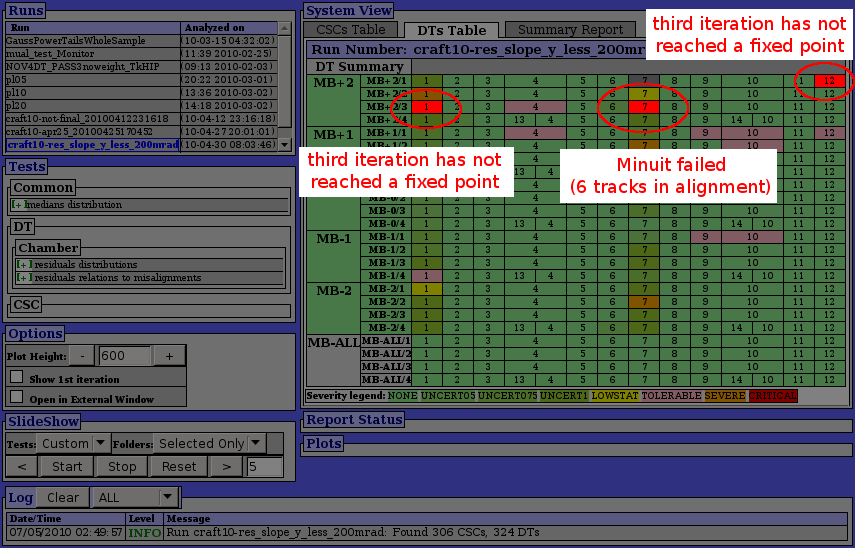 Runs
Run Analyzed on
GaussPowerTailsWholeSample (10-03-15 04:32:02)
mual_test_Monitor (11:39 2010-02-25)
NOV4DT_PASS3noweight_TkHIP (09:13 2010-02-03)
pl05 (20:22 2010-03-01)
pl10 (13:36 2010-03-02)
pl20 (14:18 2010-03-02)
craft10-not-final_20100412231618 (10-04-12 23:16:18)
craft10-apr25_20100425170452 (10-04-27 20:01:01)
craft10-res_slope_y_less_200mrad (10-04-30 08:03:46)
Tests
Common
[+] medians distribution
DT
Chamber
[+] residuals distributions
[+] residuals relations to misalignments
CSC
Options
Plot Height: - 600 +
Show 1st iteration
Open in External Window
SlideShow
Tests: Custom Folders: Selected Only
< Start Stop Reset > 5
System View
CSCs Table DTs Table Summary Report
third iteration has not
reached a fixed point
Run Number: craft10-res_slope_y_less_200mr
DT Summary
MB+2 MB+2/1 1 2 3 4 5 6 7 8 9 10 1 12
MB+2/2 1 2 3 4 5 6 7 8 9 10 11 12
MB+2/3 1 2 3 4 5 6 7 8 9 10 11 12
MB+2/4 1 2 3 13 4 5 6 7 8 14 10 11 12
MB+1 MB+1/1 1 2 3 4 5 6 7 8 9 10 11 12
MB+1/2 1 2 3 4 5 6 7 8 9 10 11 12
third iteration has not
reached a fixed point
Minuit failed
(6 tracks in alignment)
11 12
11 12
11 12
11 12
MB-0/3 1 2 3 4 5 6 7 8 9 10 11 12
MB-0/4 1 2 3 13 4 5 6 7 8 14 10 11 12
MB-1 MB-1/1 1 2 3 4 5 6 7 8 9 10 11 12
MB-1/2 1 2 3 4 5 6 7 8 9 10 11 12
MB-1/3 1 2 3 4 5 6 7 8 9 10 11 12
MB-1/4 1 2 3 13 4 5 6 7 8 14 10 11 12
MB-2 MB-2/1 1 2 3 4 5 6 7 8 9 10 11 12
MB-2/2 1 2 3 4 5 6 7 8 9 10 11 12
MB-2/3 1 2 3 4 5 6 7 8 9 10 11 12
MB-2/4 1 2 3 13 4 5 6 7 8 14 10 11 12
MB-ALL MB-ALL/1 1 2 3 4 5 6 7 8 9 10 11 12
MB-ALL/2 1 2 3 4 5 6 7 8 9 10 11 12
MB-ALL/3 1 2 3 4 5 6 7 8 9 10 11 12
MB-ALL/4 1 2 3 13 4 5 6 7 8 14 10 11 12
Severity legend: NONE UNCERT05 UNCERT075 UNCERT1 LOWSTAT TOLERABLE SEVERE CRITICAL
Report Status
Plots
Log Clear ALL
Date/Time Level Message
07/05/2010 02:49:57 INFO Run craft10-res_slope_y_less_200mrad: Found 306 CSCs, 324 DTs